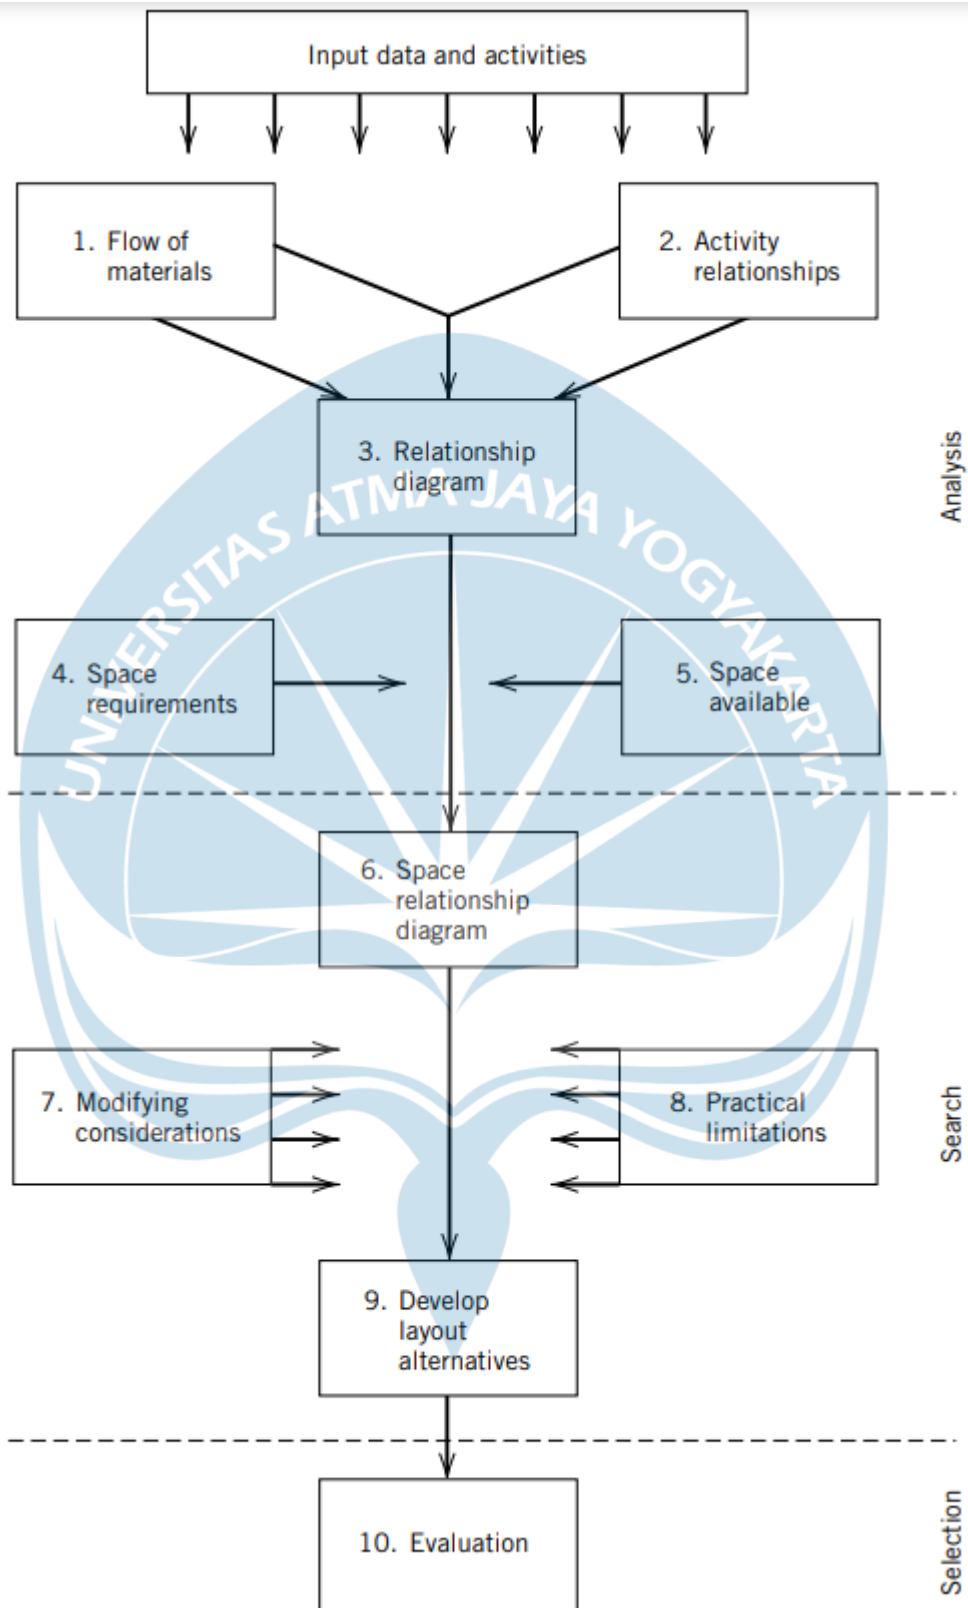 Input data and activities
1. Flow of
materials
2. Activity
relationships
3. Relationship
diagram
Analysis
UNIVERSITAS ATMA JAYA YOGYAKARTA
4. Space
requirements
5. Space
available
6. Space
relationship
diagram
7. Modifying
considerations
8. Practical
limitations
Search
9. Develop
layout
alternatives
10. Evaluation
Selection